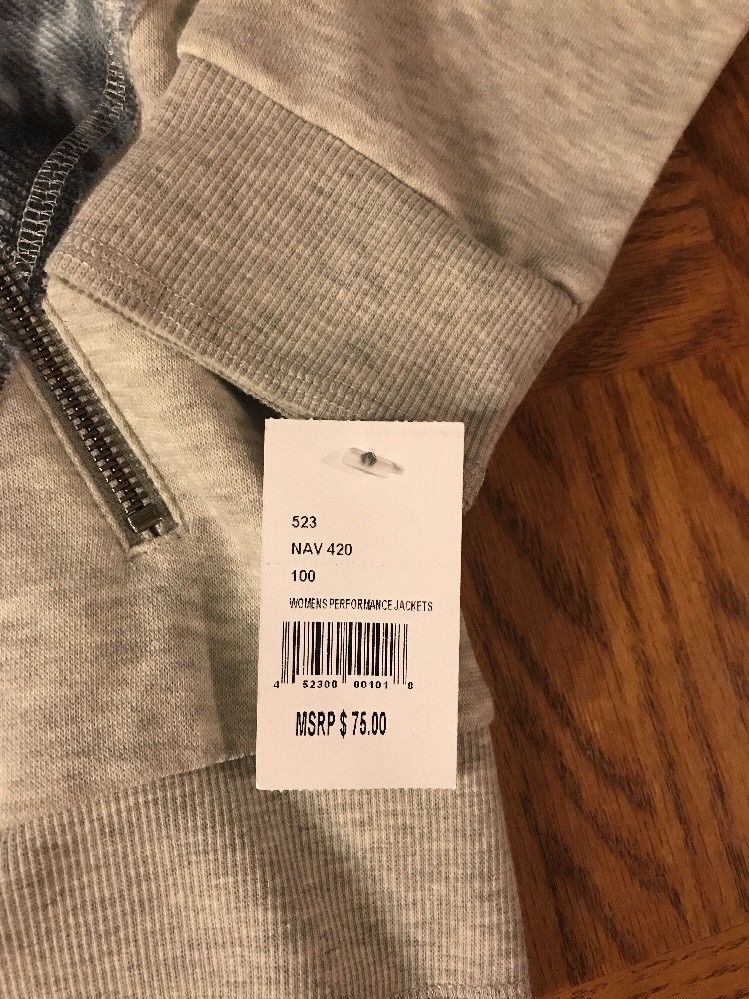 523
NAV 420
100
WOMENS PERFORMANCE JACKETS
4 52300 00101 8
MSRP $ 75.00